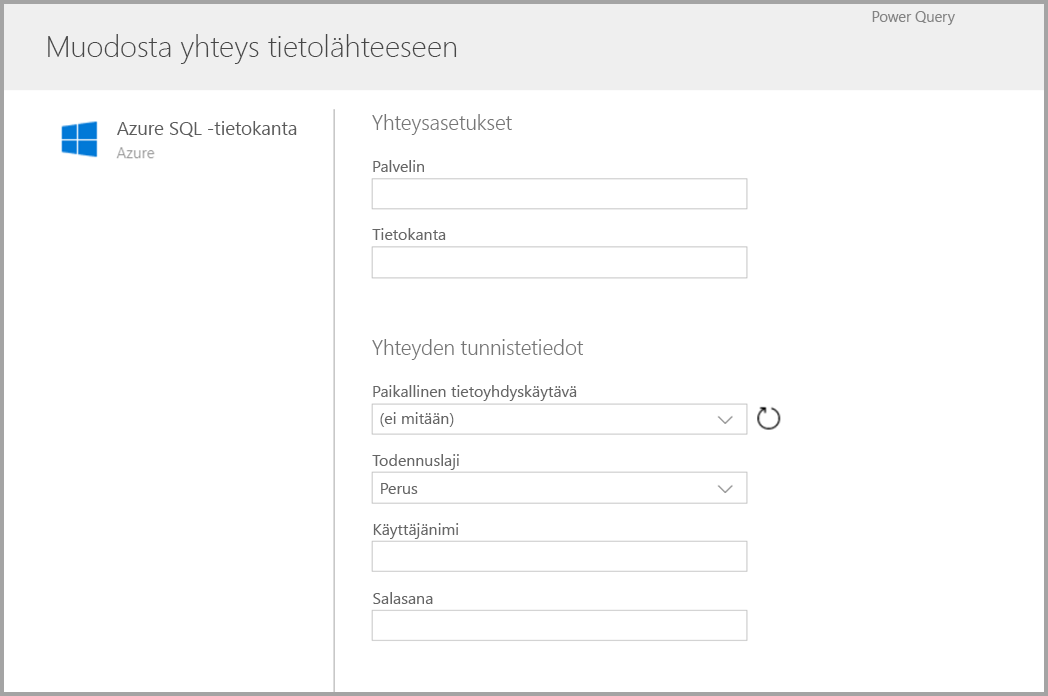 Power Query
Muodosta yhteys tietolähteeseen
Azure SQL -tietokanta
Azure
Yhteysasetukset
Palvelin
Tietokanta
Yhteyden tunnistetiedot
Paikallinen tietoyhdyskäytävä
(ei mitään)
Todennuslaji
Perus
Käyttäjänimi
Salasana